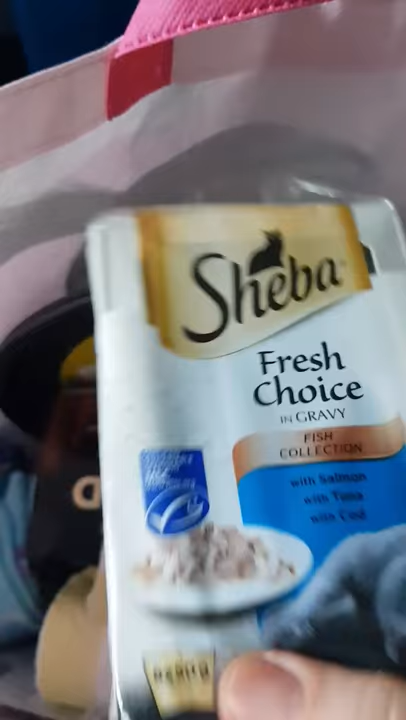 Sheba
Fresh
Choice
IN GRAVY
FISH
COLLECTION
with Salmon
with Tuna
with Cod